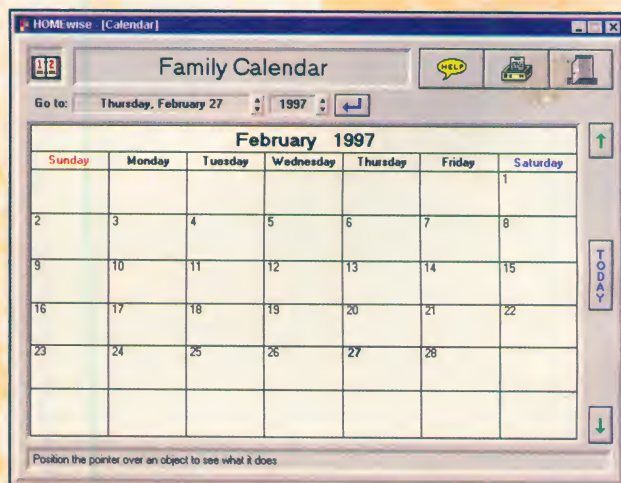 HOMEwise - [Calendar]
12
Family Calendar
HELP
Go to: Thursday, February 27 1997
February 1997
Sunday Monday Tuesday Wednesday Thursday Friday Saturday
1
2 3 4 5 6 7 8
9 10 11 12 13 14 15
TODAY
16 17 18 19 20 21 22
23 24 25 26 27 28
Position the pointer over an object to see what it does